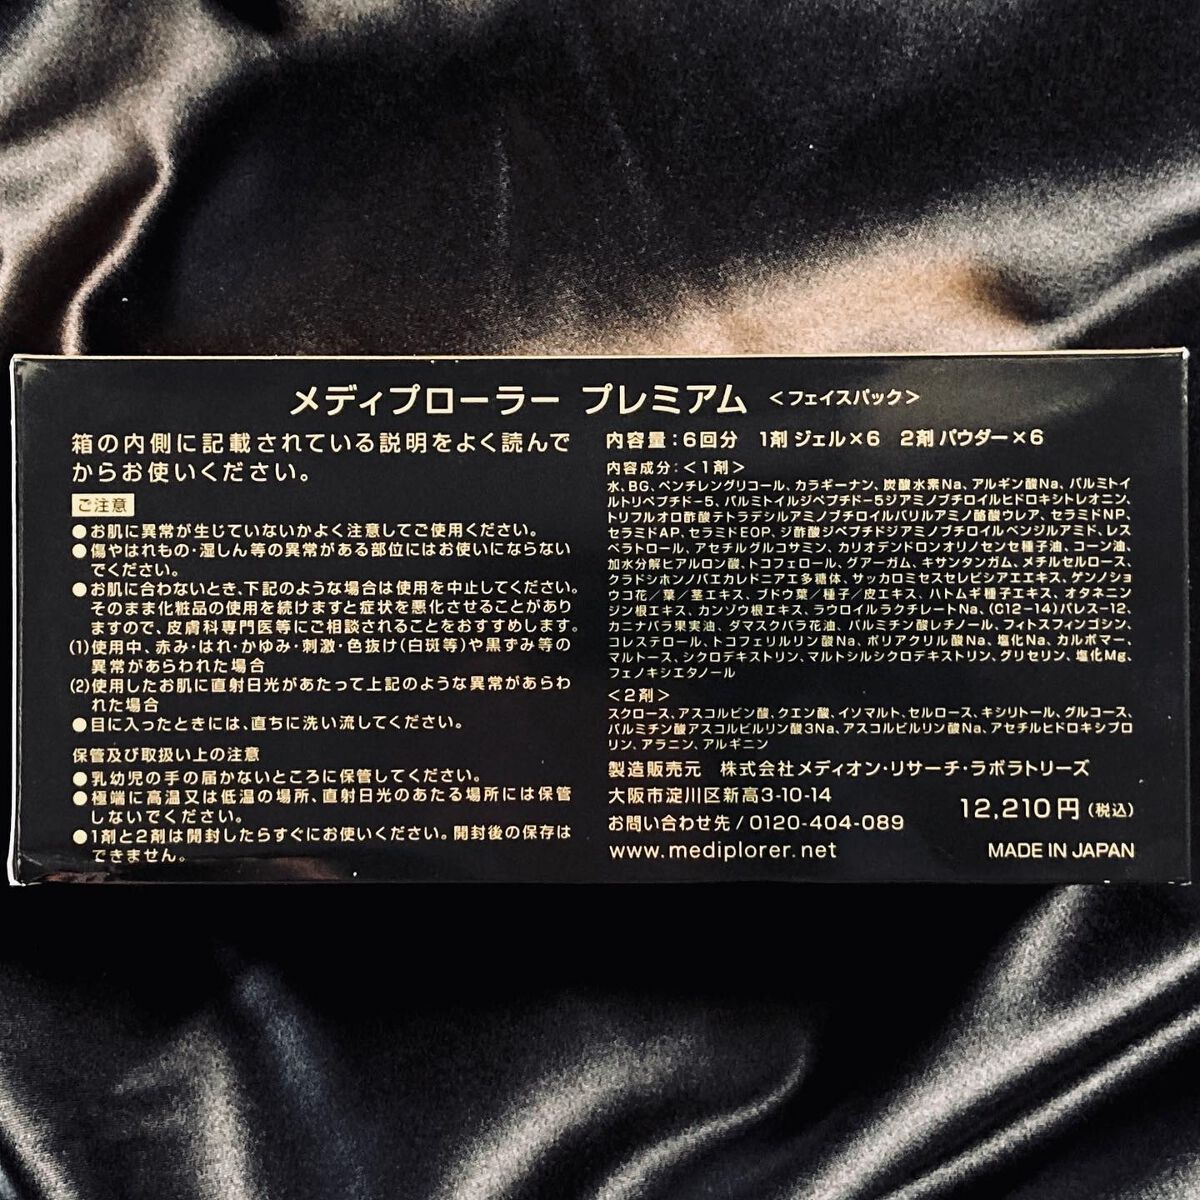 メディプローラー プレミアム <フェイスパック>
箱の内側に記載されている説明をよく読んで
からお使いください。
ご注意
●お肌に異常が生じていないかよく注意してご使用ください。
●傷やはれもの・湿しん等の異常がある部位にはお使いにならない
でください。
●お肌に合わないとき、下記のような場合は使用を中止してください。
そのまま化粧品の使用を続けますと症状を悪化させることがあり
ますので、皮膚科専門医等にご相談されることをおすすめします。
(1)使用中、赤み・はれ・かゆみ・刺激・色抜け(白斑等)や黒ずみ等の
異常があらわれた場合
(2)使用したお肌に直射日光があたって上記のような異常があらわ
れた場合
●目に入ったときには、直ちに洗い流してください。
保管及び取扱い上の注意
●乳幼児の手の届かないところに保管してください。
●極端に高温又は低温の場所、直射日光のあたる場所には保管
しないでください。
●1剤と2剤は開封したらすぐにお使いください。開封後の保存は
できません。
内容量：6回分 1剤 ジェル×6 2剤 パウダー×6
内容成分：<1剤>
水、BG、ペンチレングリコール、カラギーナン、炭酸水素Na、アルギン酸Na、パルミトイ
ルトリペプチド-5、パルミトイルジペプチド-5ジアミノブチロイルヒドロキシトレオニン、
トリフルオロ酢酸テトラデシルアミノブチロイルバリルアミノ酪酸ウレア、セラミドNP、
セラミドAP、セラミドEOP、ジ酢酸ジペプチドジアミノブチロイルベンジルアミド、レス
ベラトロール、アセチルグルコサミン、カリオデンドロンオリノセンセ種子油、コーン油、
加水分解ヒアルロン酸、トコフェロール、グアーガム、キサンタンガム、メチルセルロース、
クラドシホンノバエカレドニアエ多糖体、サッカロミセスセレビシアエエキス、ゲンノショ
ウコ花／葉／茎エキス、ブドウ葉／種子／皮エキス、ハトムギ種子エキス、オタネニン
ジン根エキス、カンゾウ根エキス、ラウロイルラクチレートNa、(C12-14)パレス-12、
カニナバラ果実油、ダマスクバラ花油、パルミチン酸レチノール、フィトスフィンゴシン、
コレステロール、トコフェリルリン酸Na、ポリアクリル酸Na、塩化Na、カルボマー、
マルトース、シクロデキストリン、マルトシルシクロデキストリン、グリセリン、塩化Mg、
フェノキシエタノール
<2剤>
スクロース、アスコルビン酸、クエン酸、イソマルト、セルロース、キシリトール、グルコース、
パルミチン酸アスコルビルリン酸3Na、アスコルビルリン酸Na、アセチルヒドロキシプロ
リン、アラニン、アルギニン
製造販売元 株式会社メディオン・リサーチ・ラボラトリーズ
大阪市淀川区新高3-10-14
お問い合わせ先/0120-404-089
www.mediplorer.net
12,210円(税込)
MADE IN JAPAN